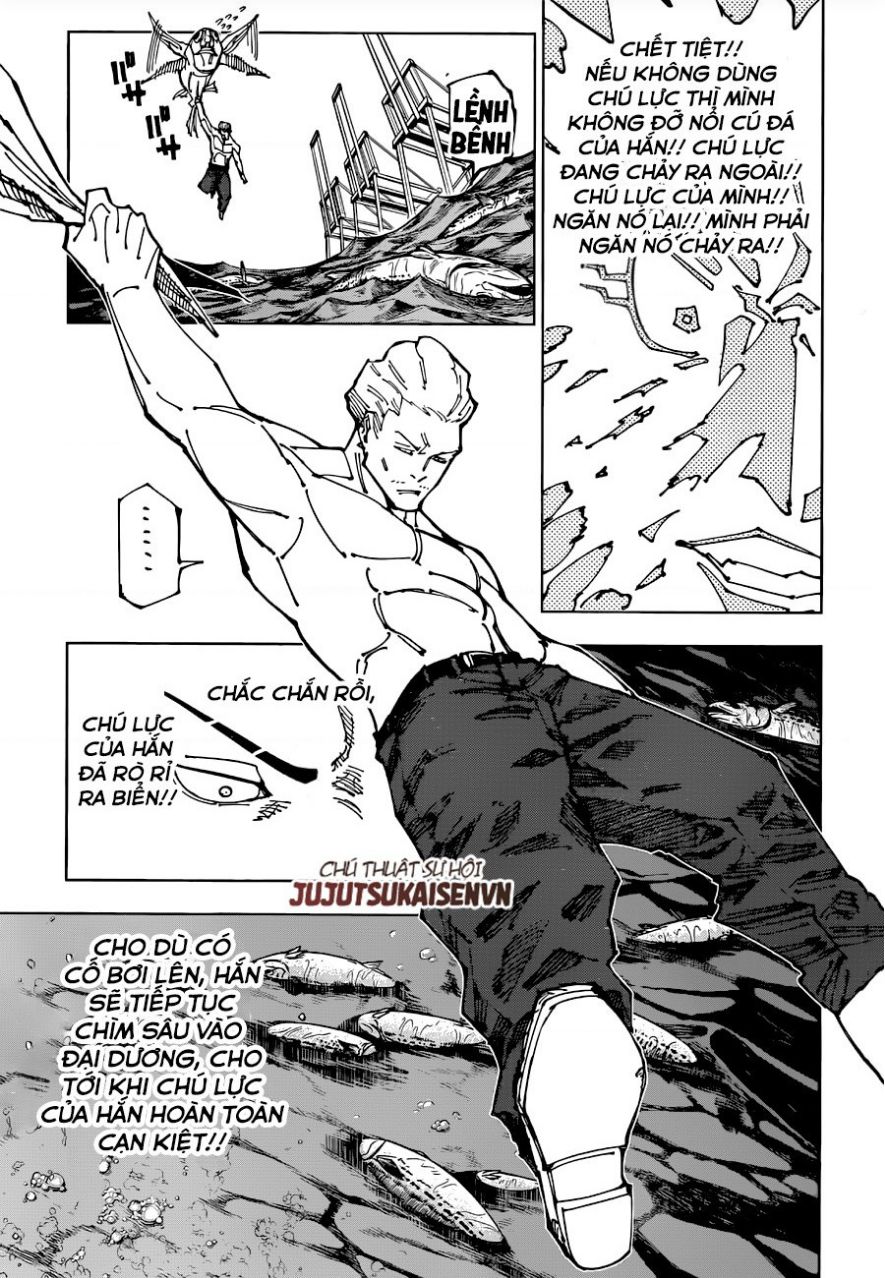 CHẾT TIỆT!!
NẾU KHÔNG DÙNG
CHÚ LỰC THÌ MÌNH
KHÔNG ĐỠ NỔI CÚ ĐÁ
CỦA HẮN!! CHÚ LỰC
ĐANG CHẢY RA NGOÀI!!
CHÚ LỰC CỦA MÌNH!!
NGĂN NÓ LẠI!! MÌNH PHẢI
NGĂN NÓ CHẢY RA!!
LỀNH
BỀNH
......
CHẮC CHẮN RỒI,
CHÚ LỰC
CỦA HẮN
ĐÃ RÒ RỈ
RA BIỂN!!
CHÚ THUẬT SƯ HỘI
JUJUTSUKAISENVN
CHO DÙ CÓ
CỐ BƠI LÊN, HẮN
SẼ TIẾP TỤC
CHÌM SÂU VÀO
ĐẠI DƯƠNG, CHO
TỚI KHI CHÚ LỰC
CỦA HẮN HOÀN TOÀN
CẠN KIỆT!!